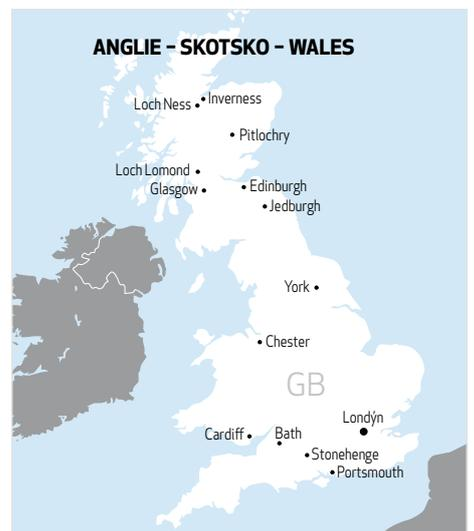 ANGLIE – SKOTSKO – WALES
Inverness
Loch Ness
Pitlochry
Loch Lomond
Glasgow
Edinburgh
Jedburgh
York
Chester
GB
Londýn
Cardiff
Bath
Stonehenge
Portsmouth